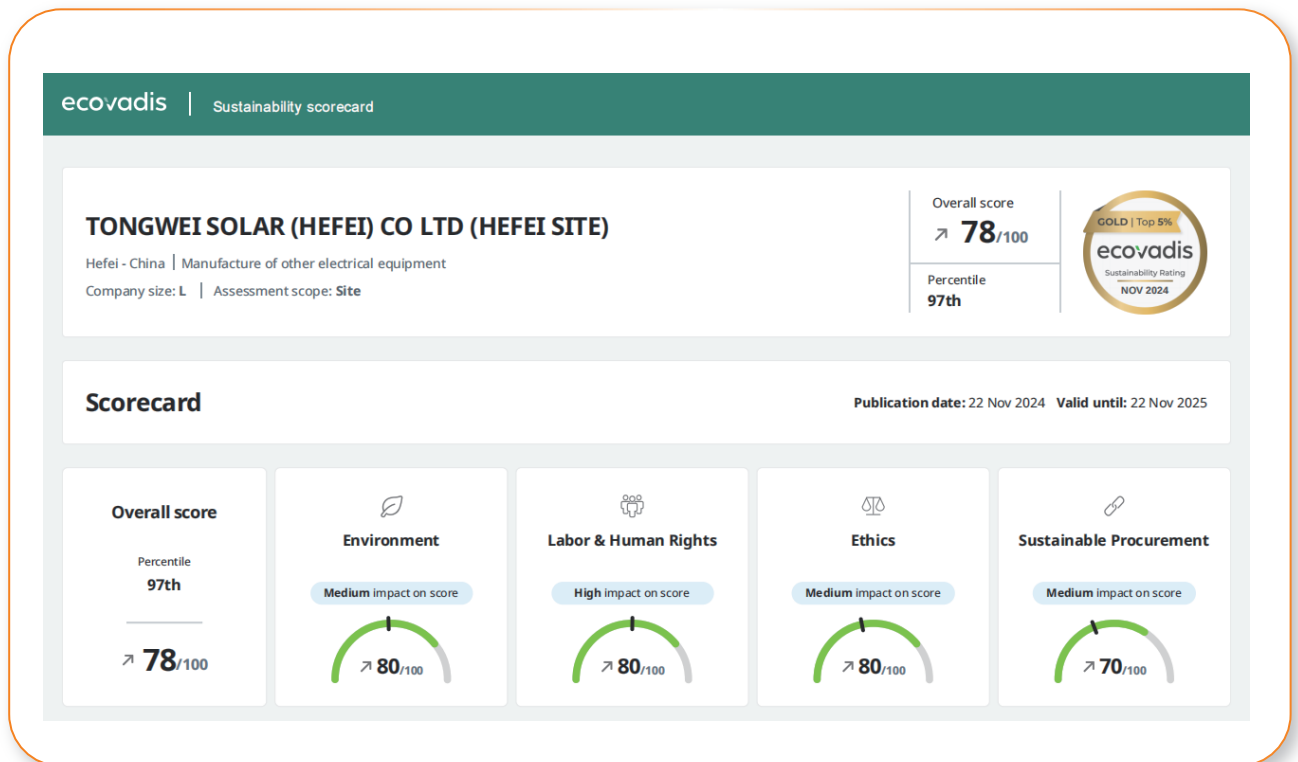 ecovadis | Sustainability scorecard
TONGWEI SOLAR (HEFEI) CO LTD (HEFEI SITE)
Hefei - China | Manufacture of other electrical equipment
Company size: L | Assessment scope: Site
Overall score
78/100
Percentile
97th
GOLD | Top 5%
ecovadis
Sustainability Rating
NOV 2024
Scorecard
Publication date: 22 Nov 2024 Valid until: 22 Nov 2025
Overall score
Percentile
97th
78/100
Environment
Medium impact on score
80/100
Labor & Human Rights
High impact on score
80/100
Ethics
Medium impact on score
80/100
Sustainable Procurement
Medium impact on score
70/100